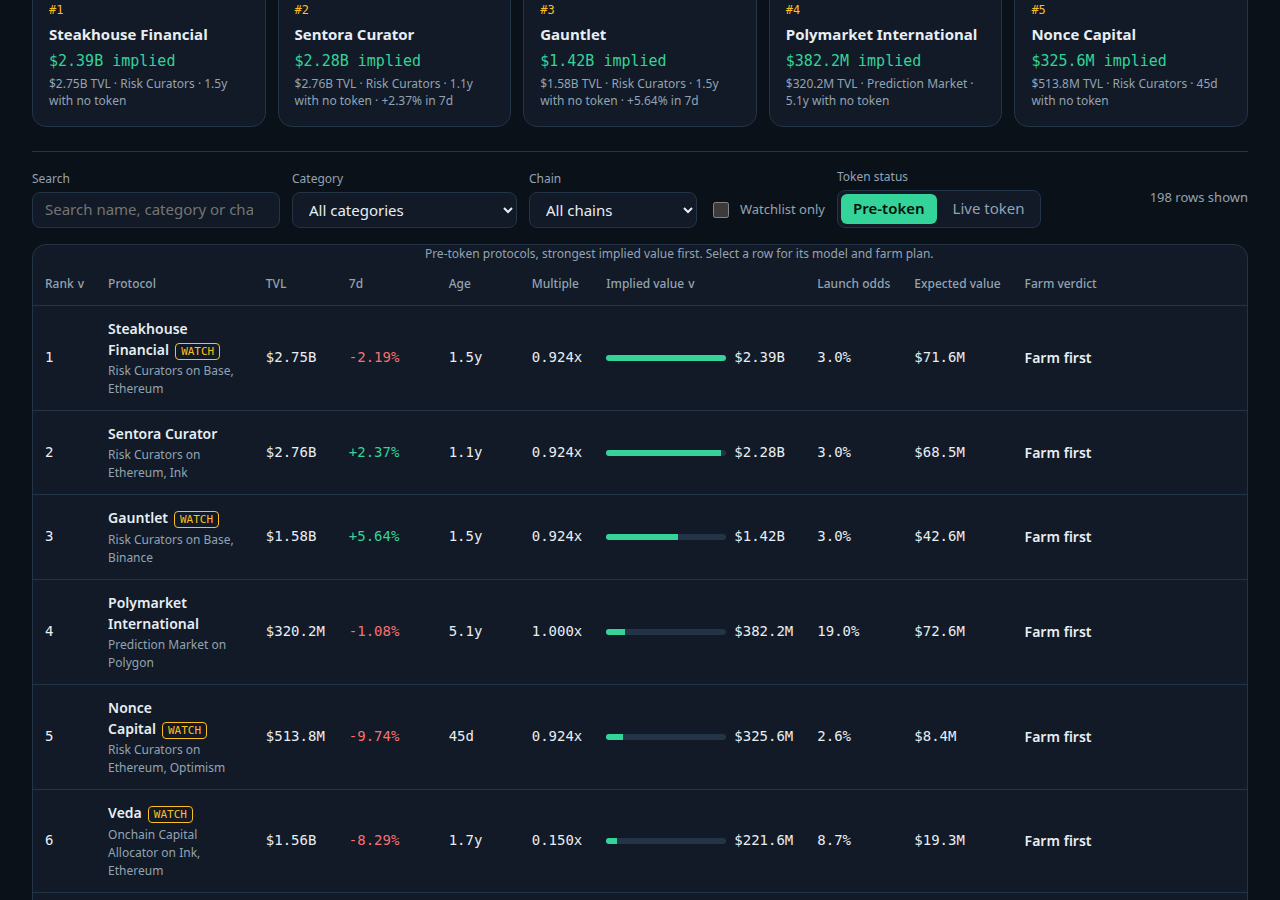 #1
Steakhouse Financial
$2.39B implied
$2.75B TVL · Risk Curators · 1.5y
with no token
#2
Sentora Curator
$2.28B implied
$2.76B TVL · Risk Curators · 1.1y
with no token · +2.37% in 7d
#3
Gauntlet
$1.42B implied
$1.58B TVL · Risk Curators · 1.5y
with no token · +5.64% in 7d
#4
Polymarket International
$382.2M implied
$320.2M TVL · Prediction Market ·
5.1y with no token
#5
Nonce Capital
$325.6M implied
$513.8M TVL · Risk Curators · 45d
with no token
Search
Search name, category or cha
Category
All categories
Chain
All chains
Watchlist only
Token status
Pre-token Live token
198 rows shown
Pre-token protocols, strongest implied value first. Select a row for its model and farm plan.
Rank v Protocol TVL 7d Age Multiple Implied value v Launch odds Expected value Farm verdict
Steakhouse
Financial WATCH
Risk Curators on Base,
Ethereum
1 $2.75B -2.19% 1.5y 0.924x $2.39B 3.0% $71.6M Farm first
Sentora Curator
Risk Curators on
Ethereum, Ink
2 $2.76B +2.37% 1.1y 0.924x $2.28B 3.0% $68.5M Farm first
Gauntlet WATCH
Risk Curators on Base,
Binance
3 $1.58B +5.64% 1.5y 0.924x $1.42B 3.0% $42.6M Farm first
Polymarket
International
Prediction Market on
Polygon
4 $320.2M -1.08% 5.1y 1.000x $382.2M 19.0% $72.6M Farm first
Nonce
Capital WATCH
Risk Curators on
Ethereum, Optimism
5 $513.8M -9.74% 45d 0.924x $325.6M 2.6% $8.4M Farm first
Veda WATCH
Onchain Capital
Allocator on Ink,
Ethereum
6 $1.56B -8.29% 1.7y 0.150x $221.6M 8.7% $19.3M Farm first